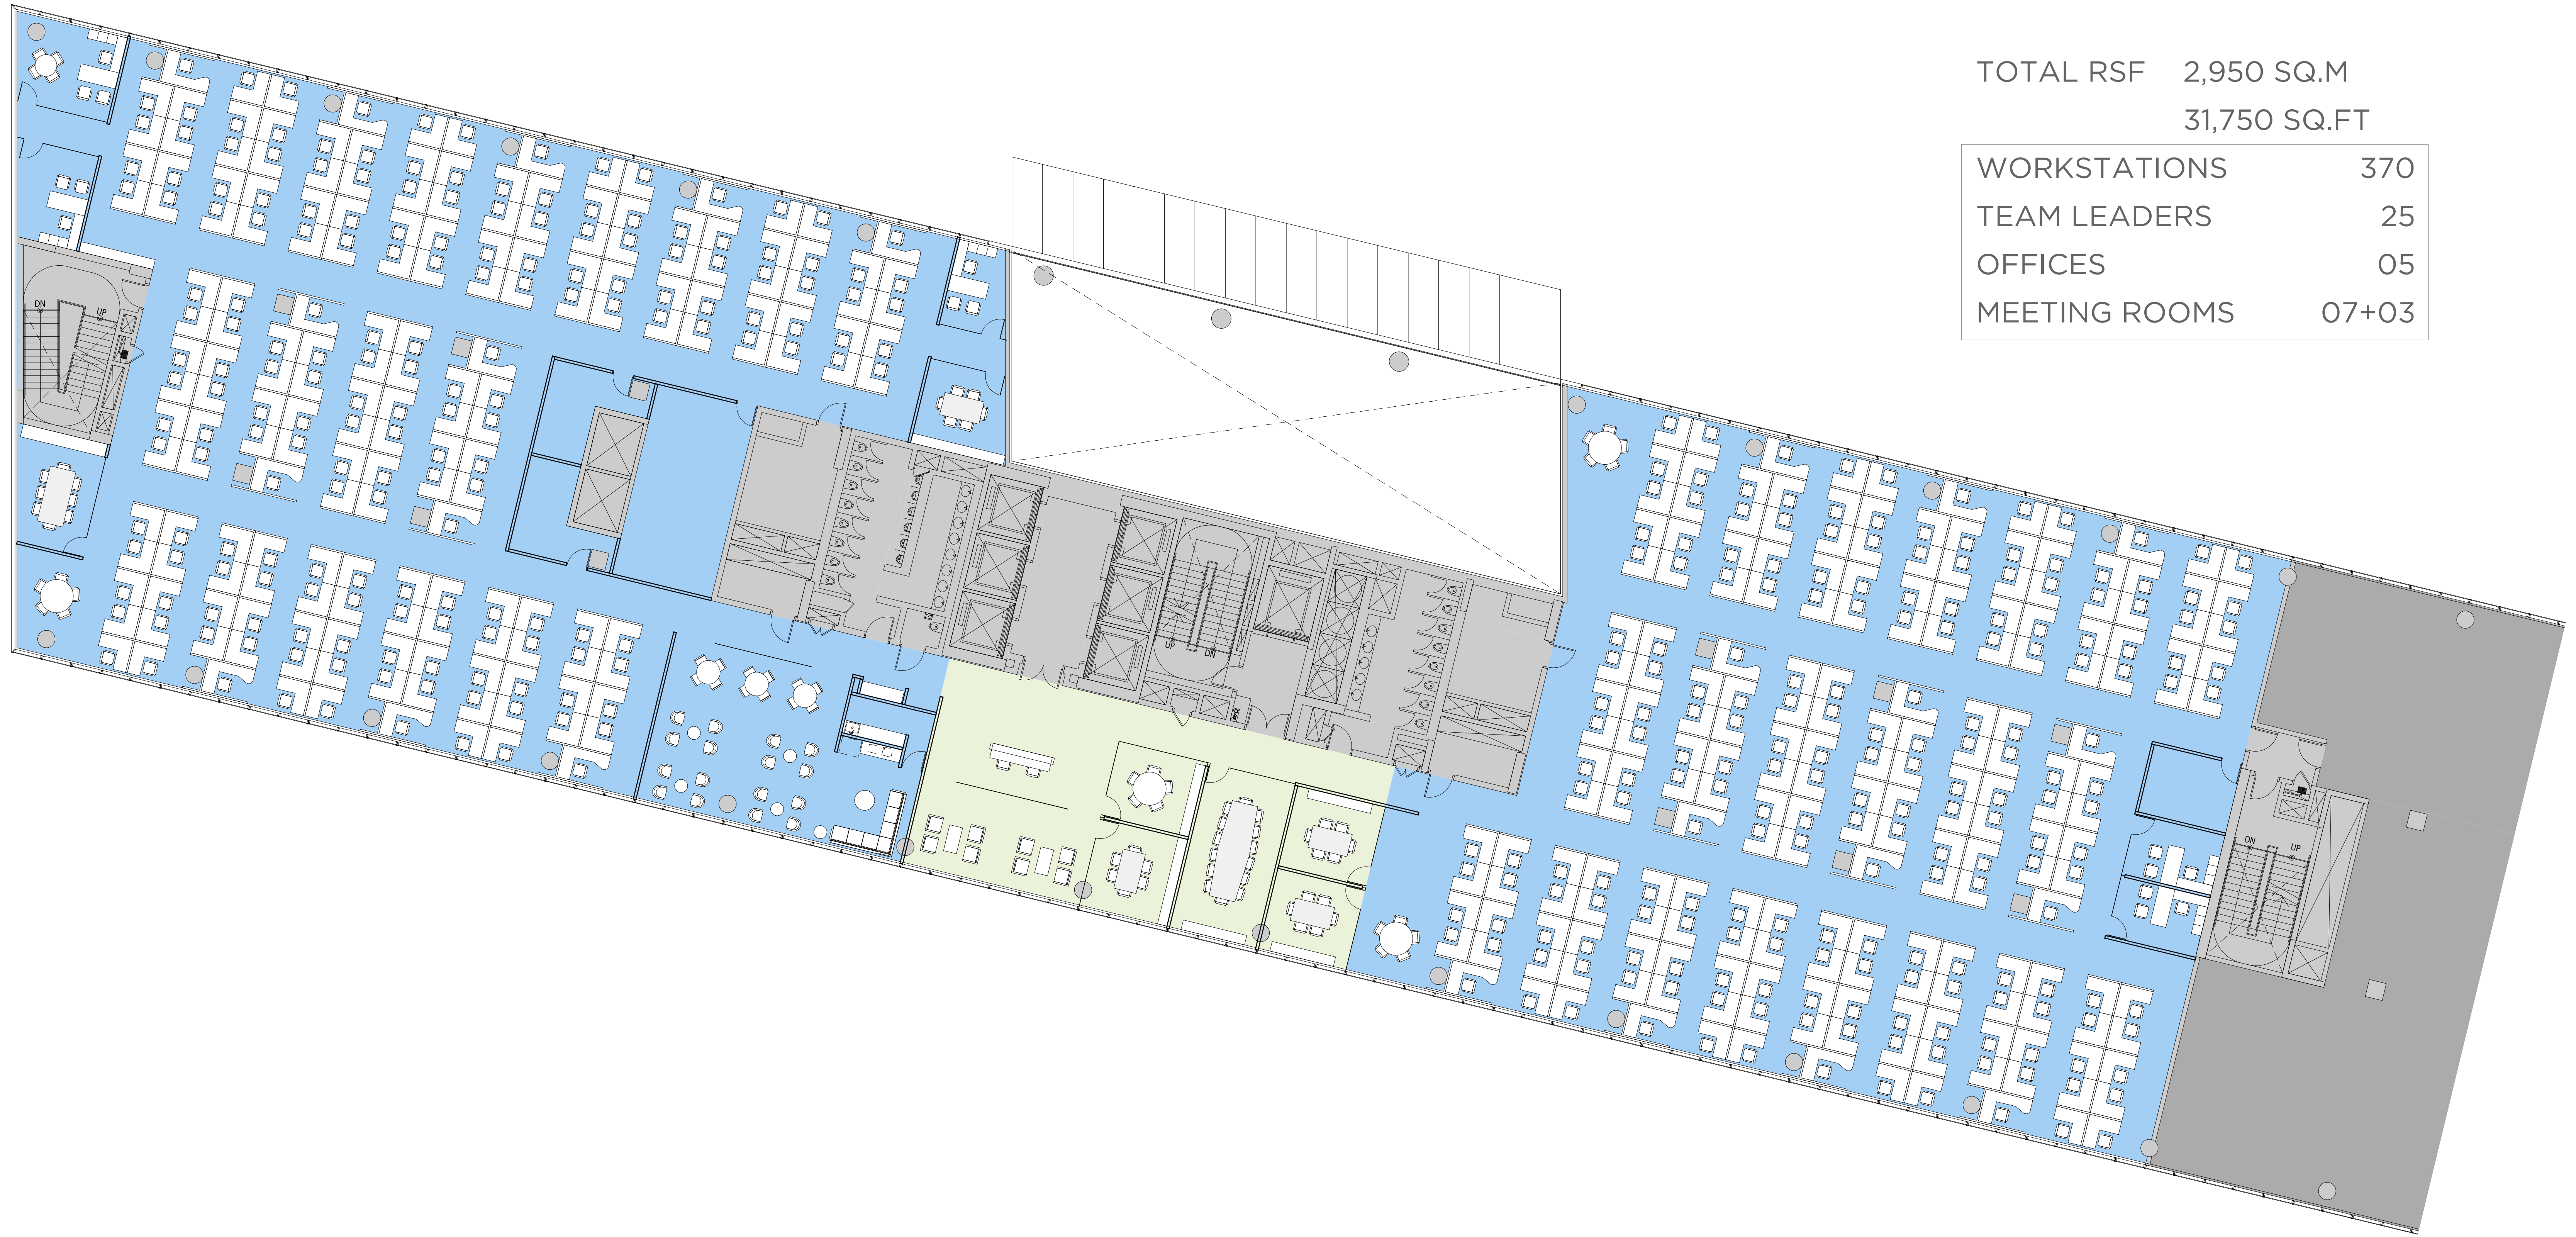 TOTAL RSF 2,950 SQ.M
31,750 SQ.FT
WORKSTATIONS 370
TEAM LEADERS 25
OFFICES 05
MEETING ROOMS 07+03
DN
UP
UP
DN
DN
UP